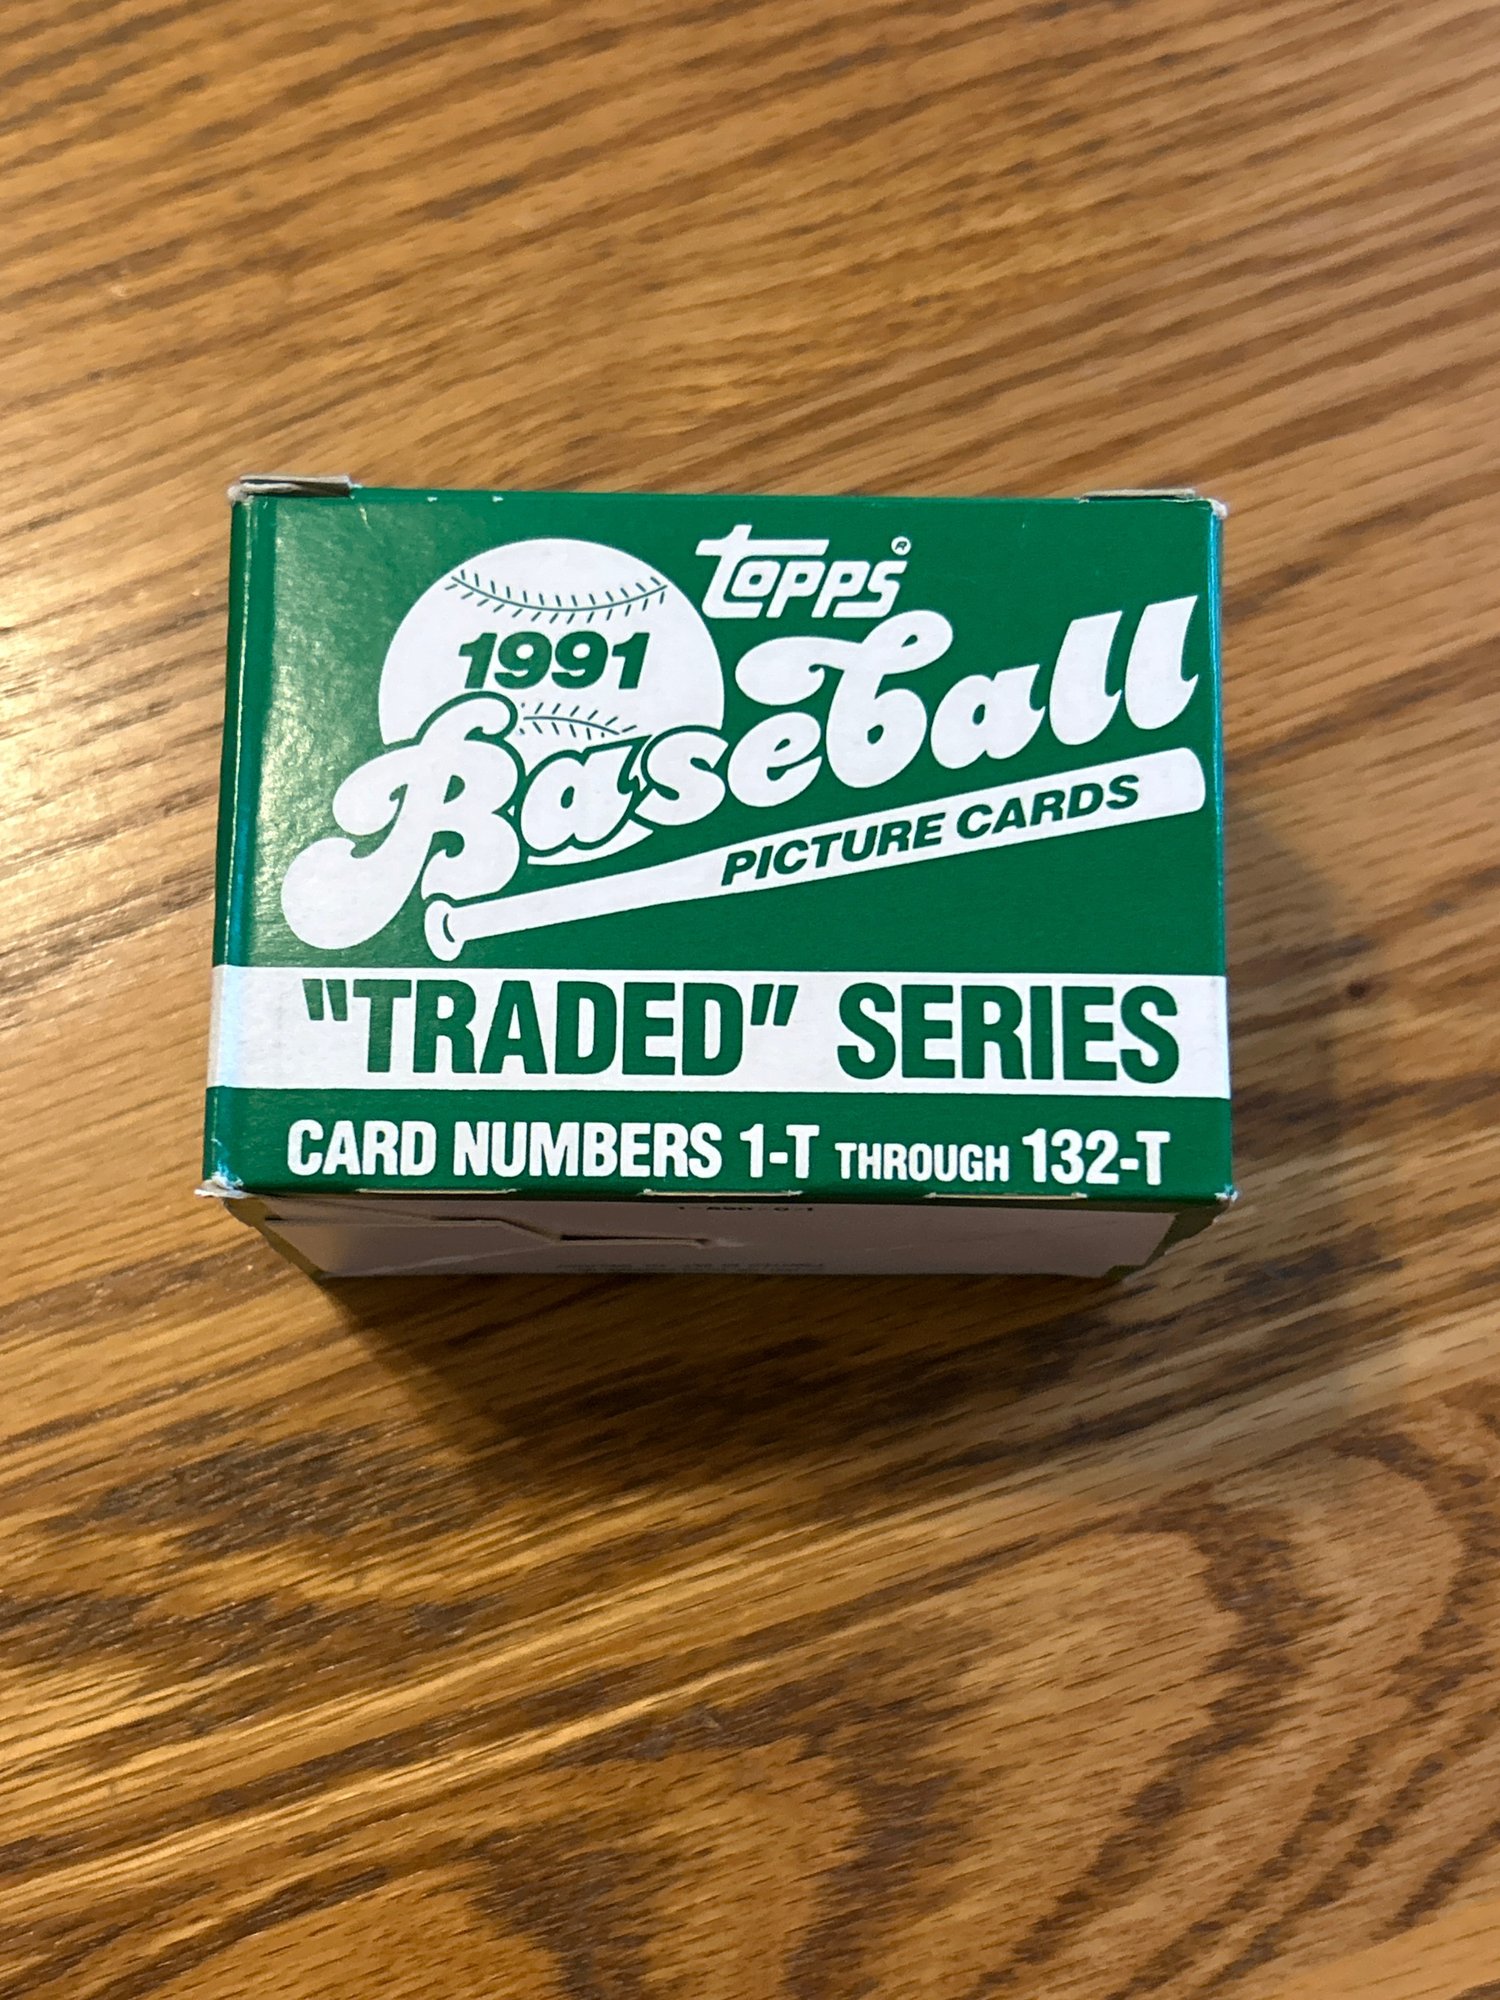 topps®
1991
Baseball
PICTURE CARDS
"TRADED" SERIES
CARD NUMBERS 1-T THROUGH 132-T